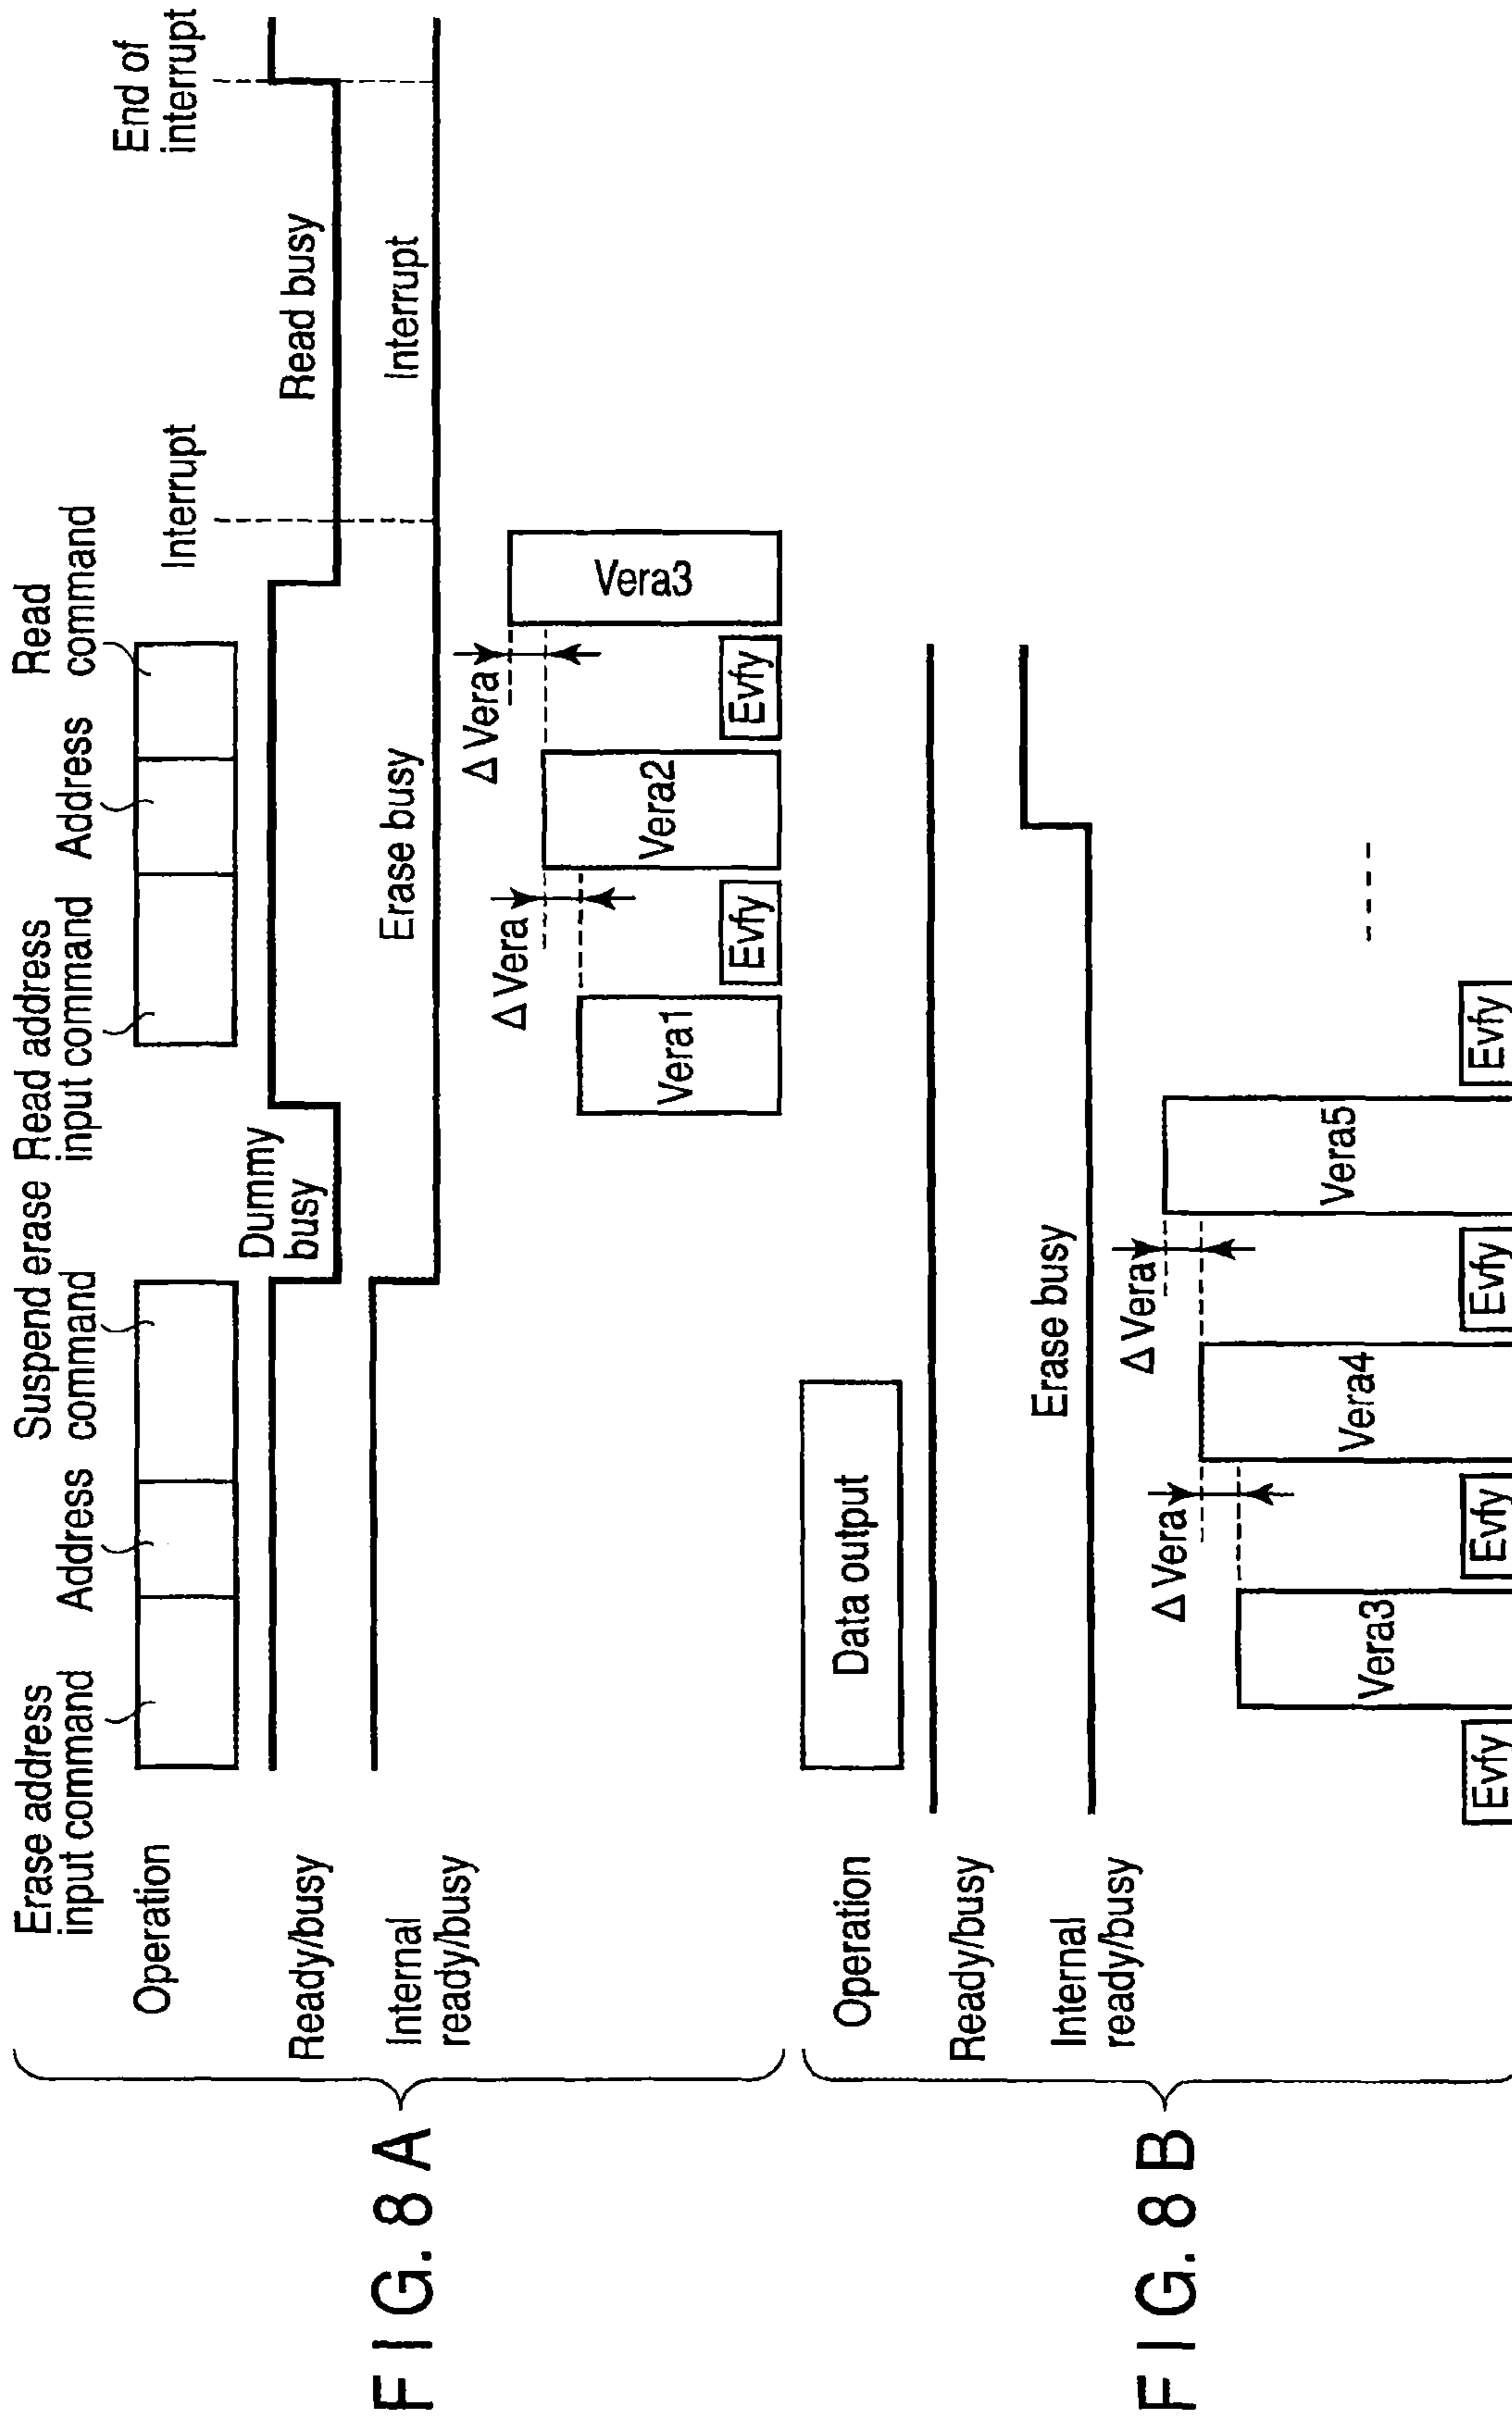 FIG. 8A
Erase address
input command
Address
Suspend erase
command
Read address
input command
Address
Read
command
Operation
Interrupt
End of
interrupt
Ready/busy
Dummy
busy
Read busy
Internal
ready/busy
Erase busy
Interrupt
Δ Vera
Δ Vera
Vera1
Evfy
Vera2
Evfy
Vera3
FIG. 8B
Operation
Data output
Ready/busy
Internal
ready/busy
Erase busy
Δ Vera
Δ Vera
Evfy
Vera3
Evfy
Vera4
Evfy
Vera5
Evfy